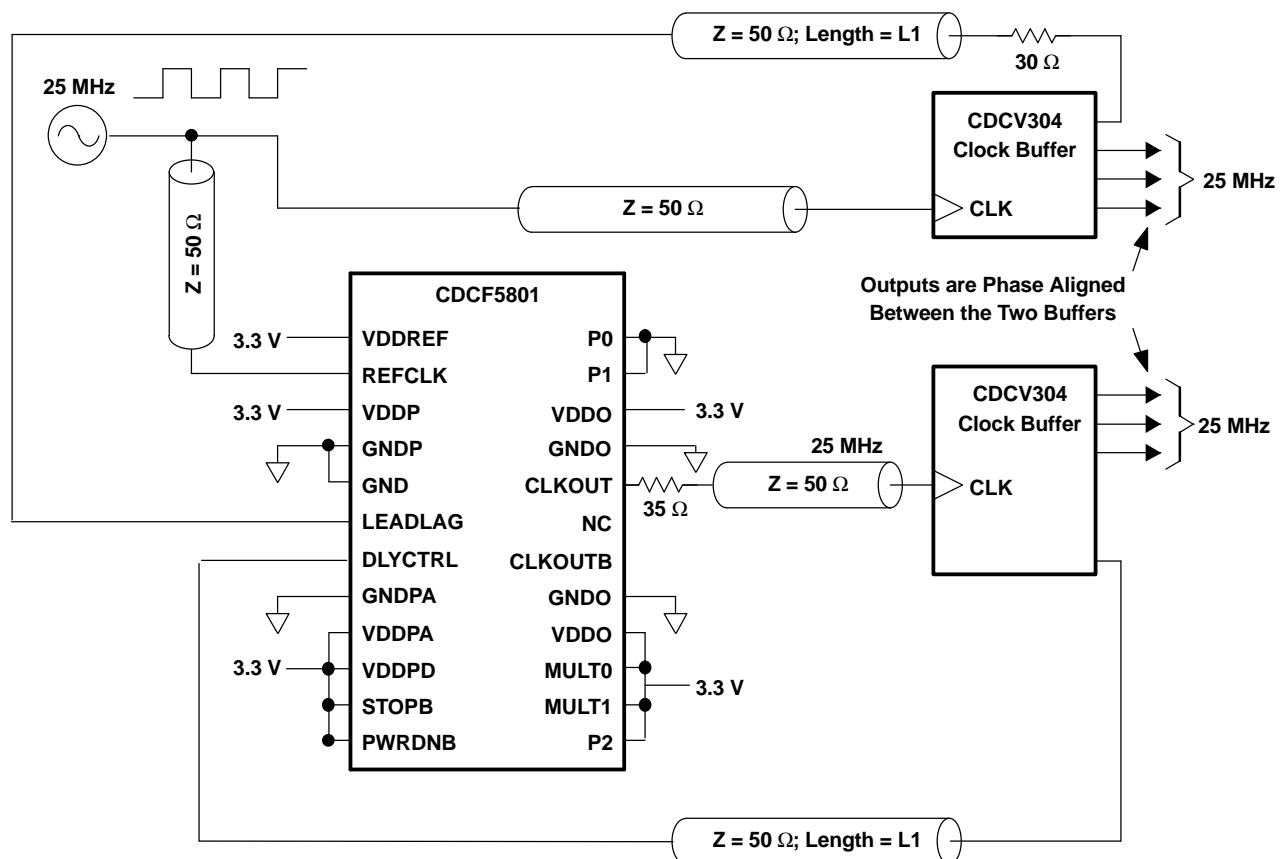 Z = 50 Ω; Length = L1
30 Ω
25 MHz
CDCV304
Clock Buffer
25 MHz
CLK
Z = 50 Ω
Z = 50 Ω
Outputs are Phase Aligned
Between the Two Buffers
CDCF5801
3.3 V
VDDREF
P0
REFCLK
P1
3.3 V
VDDP
VDDO
3.3 V
GNDP
GNDO
GND
CLKOUT
35 Ω
25 MHz
Z = 50 Ω
CDCV304
Clock Buffer
25 MHz
CLK
LEADLAG
NC
DLYCTRL
CLKOUTB
GNDPA
GNDO
VDDPA
VDDO
3.3 V
VDDPD
MULT0
3.3 V
STOPB
MULT1
PWRDNB
P2
Z = 50 Ω; Length = L1